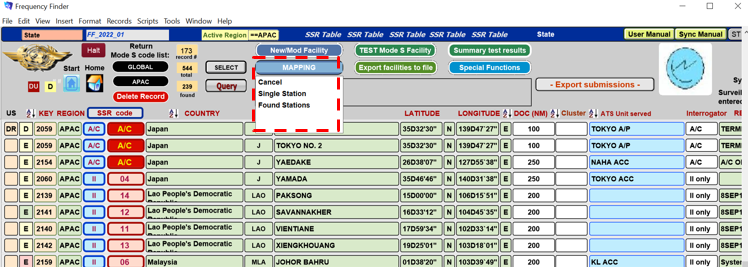 Frequency Finder
File Edit View Insert Format Records Scripts Tools Window Help
State FF_2022_01 Active Region ==APAC SSR Table SSR Table SSR Table SSR Table SSR Table State User Manual Sync Manual ST
Halt Return Mode S code list: 173 record # New/Mod Facility TEST Mode S Facility Summary test results
GLOBAL 544 total SELECT MAPPING Export facilities to file Special Functions
DU D Start Home APAC 239 found Query Cancel - Export submissions -
Delete Record Single Station
Found Stations
Sy
Surveil
entered
US KEY REGION SSR code COUNTRY LATITUDE LONGITUDE DOC (NM) Cluster ATS Unit served Interrogator RE
DR D 2059 APAC A/C A/C Japan 35D32'30" N 139D47'27" E 100 TOKYO A/P A/C TERM
E 2059 APAC A/C A/C Japan J TOKYO NO. 2 35D32'30" N 139D47'27" E 100 TOKYO A/P A/C TERM
E 2154 APAC A/C A/C Japan J YAEDAKE 26D38'07" N 127D55'38" E 250 NAHA ACC A/C A/C O
D 2060 APAC II 04 Japan J YAMADA 35D46'46" N 140D31'38" E 250 TOKYO ACC II only
D 2139 APAC II 14 Lao People's Democratic LAO PAKSONG 15D00'00" N 106D15'51" E 200 II only 8SEP1
E 2141 APAC II 12 Lao People's Democratic LAO SAVANNAKHER 16D33'12" N 104D45'35" E 200 II only 8SEP1
D 2140 APAC II 11 Lao People's Democratic LAO VIENTIANE 17D59'34" N 102D33'14" E 200 II only 8SEP1
D 2142 APAC II 13 Lao People's Democratic LAO XIENGKHOUANG 19D25'01" N 103D18'01" E 200 II only 8SEP1
E 2159 APAC II 06 Malaysia MLA JOHOR BAHRU 01D38'20" N 103D39'49" E 200 KL ACC II only Syster